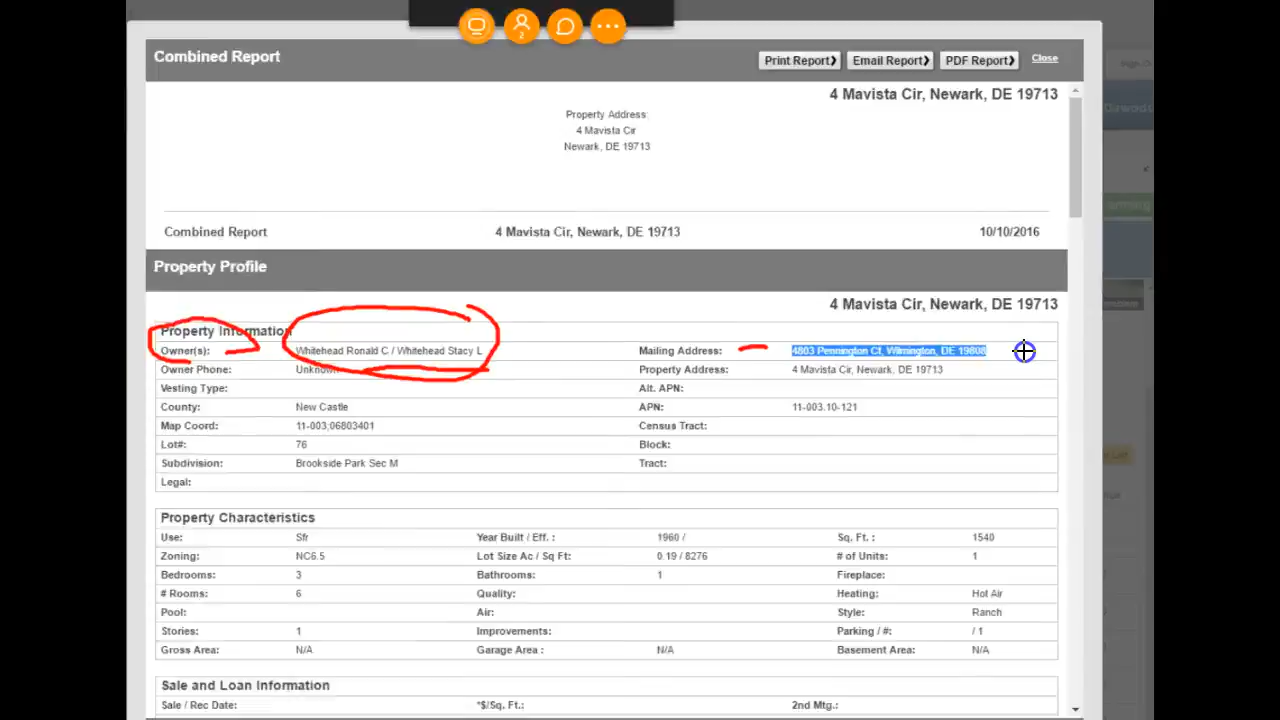 2
Combined Report
Print Report❯ Email Report❯ PDF Report❯ Close
4 Mavista Cir, Newark, DE 19713
Property Address:
4 Mavista Cir
Newark, DE 19713
Combined Report 4 Mavista Cir, Newark, DE 19713 10/10/2016
Property Profile
4 Mavista Cir, Newark, DE 19713
Property Information
Owner(s): Whitehead Ronald C / Whitehead Stacy L Mailing Address: 4803 Pennington Ct, Wilmington, DE 19808
Owner Phone: Unknown Property Address: 4 Mavista Cir, Newark, DE 19713
Vesting Type: Alt. APN:
County: New Castle APN: 11-003.10-121
Map Coord: 11-003;06803401 Census Tract:
Lot#: 76 Block:
Subdivision: Brookside Park Sec M Tract:
Legal:
Property Characteristics
Use: Sfr Year Built / Eff. : 1960 / Sq. Ft. : 1540
Zoning: NC6.5 Lot Size Ac / Sq Ft: 0.19 / 8276 # of Units: 1
Bedrooms: 3 Bathrooms: 1 Fireplace:
# Rooms: 6 Quality: Heating: Hot Air
Pool: Air: Style: Ranch
Stories: 1 Improvements: Parking / #: / 1
Gross Area: N/A Garage Area : N/A Basement Area: N/A
Sale and Loan Information
Sale / Rec Date: *$/Sq. Ft.: 2nd Mtg.: